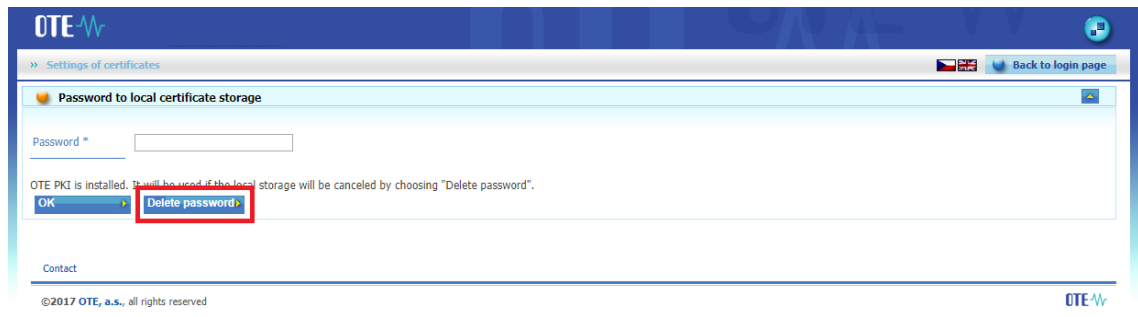 OTE
» Settings of certificates
Back to login page
Password to local certificate storage
Password *
OTE PKI is installed. It will be used if the local storage will be canceled by choosing "Delete password".
OK
Delete password
Contact
©2017 OTE, a.s., all rights reserved
OTE